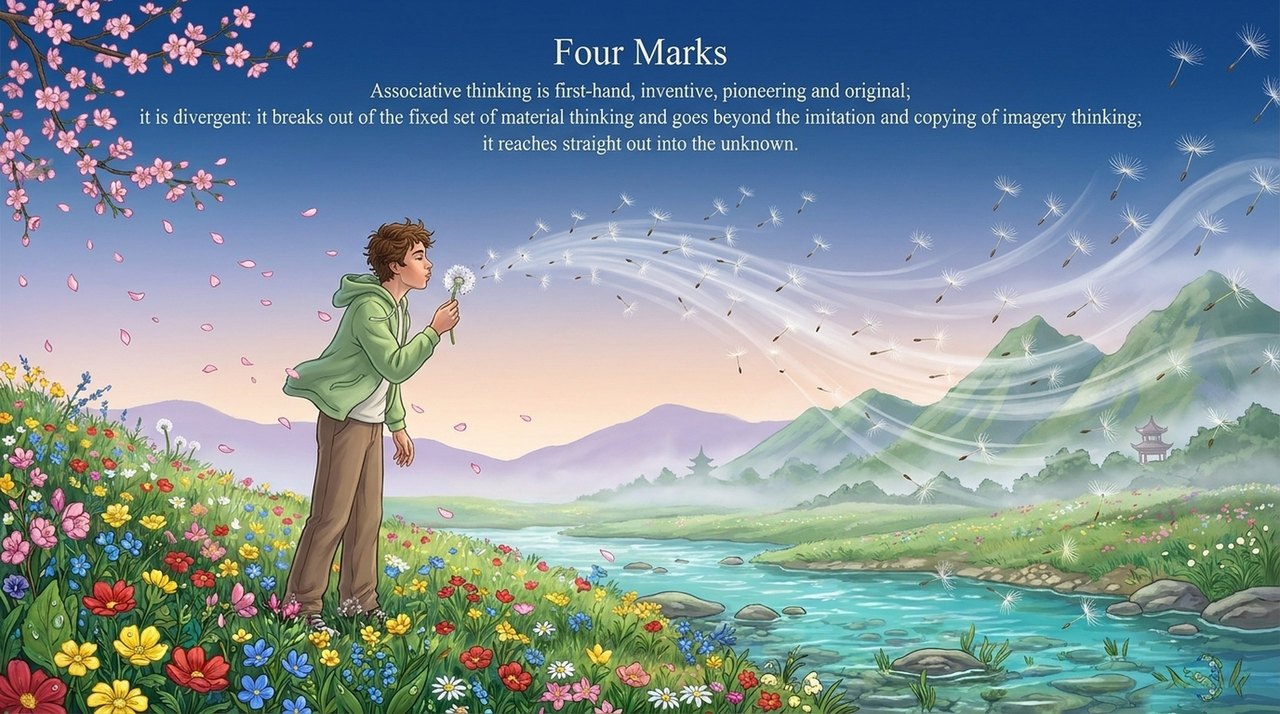 Four Marks
Associative thinking is first-hand, inventive, pioneering and original;
it is divergent: it breaks out of the fixed set of material thinking and goes beyond the imitation and copying of imagery thinking;
it reaches straight out into the unknown.